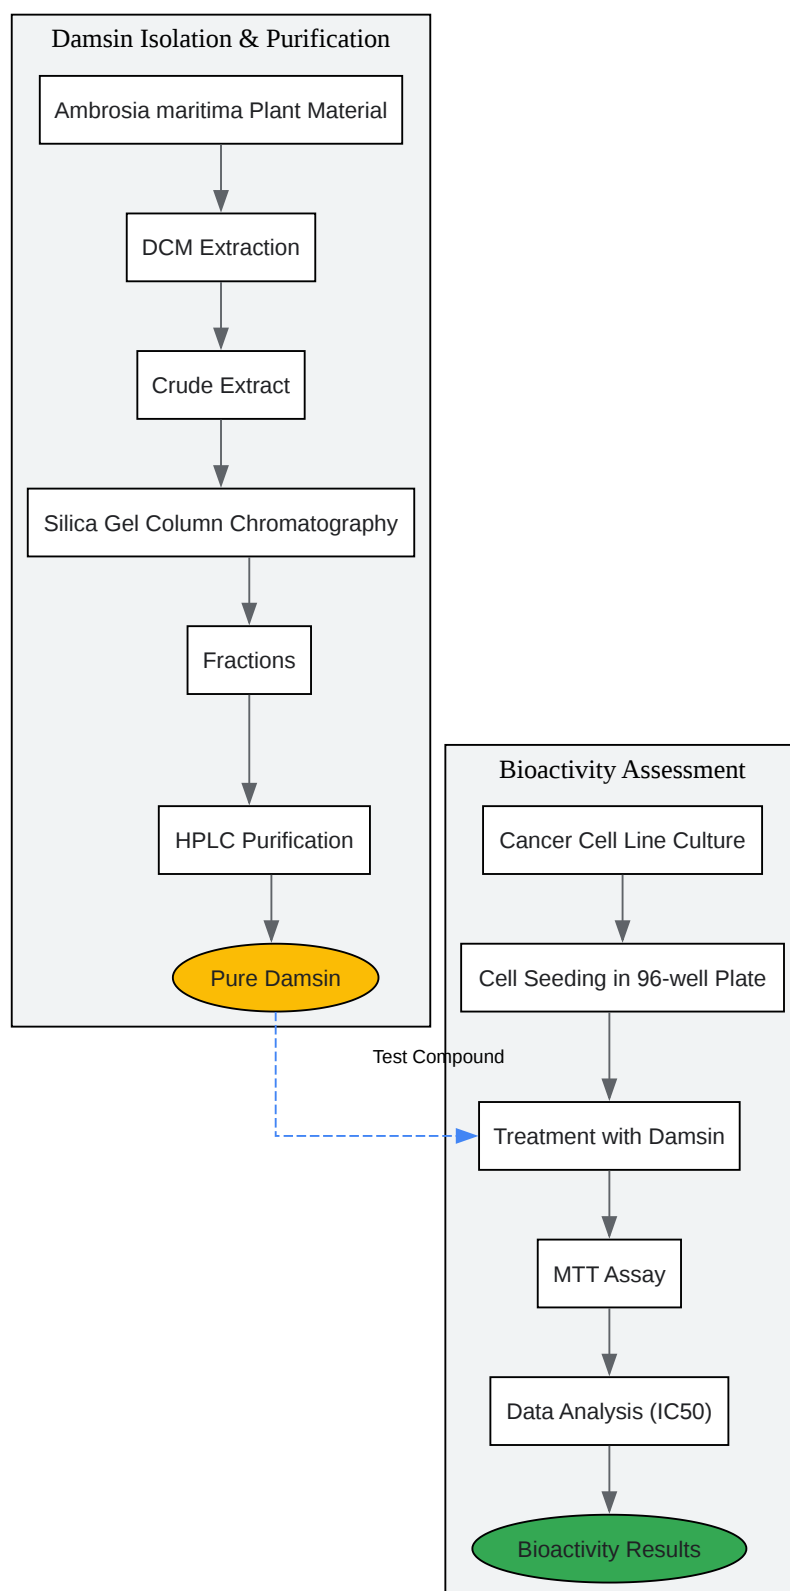 Damsin Isolation & Purification
Ambrosia maritima Plant Material
DCM Extraction
Crude Extract
Silica Gel Column Chromatography
Fractions
HPLC Purification
Pure Damsin
Test Compound
Bioactivity Assessment
Cancer Cell Line Culture
Cell Seeding in 96-well Plate
Treatment with Damsin
MTT Assay
Data Analysis (IC50)
Bioactivity Results